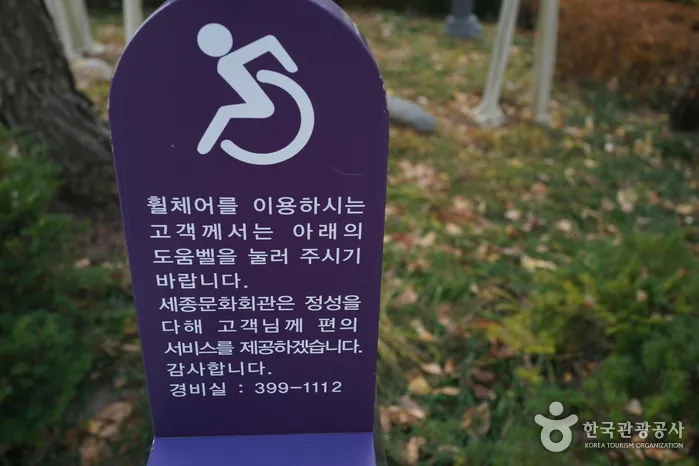 휠체어를 이용하시는
고객께서는 아래의
도움벨을 눌러 주시기
바랍니다.
세종문화회관은 정성을
다해 고객님께 편의
서비스를 제공하겠습니다.
감사합니다.
경비실 : 399-1112
한국관광공사
KOREA TOURISM ORGANIZATION